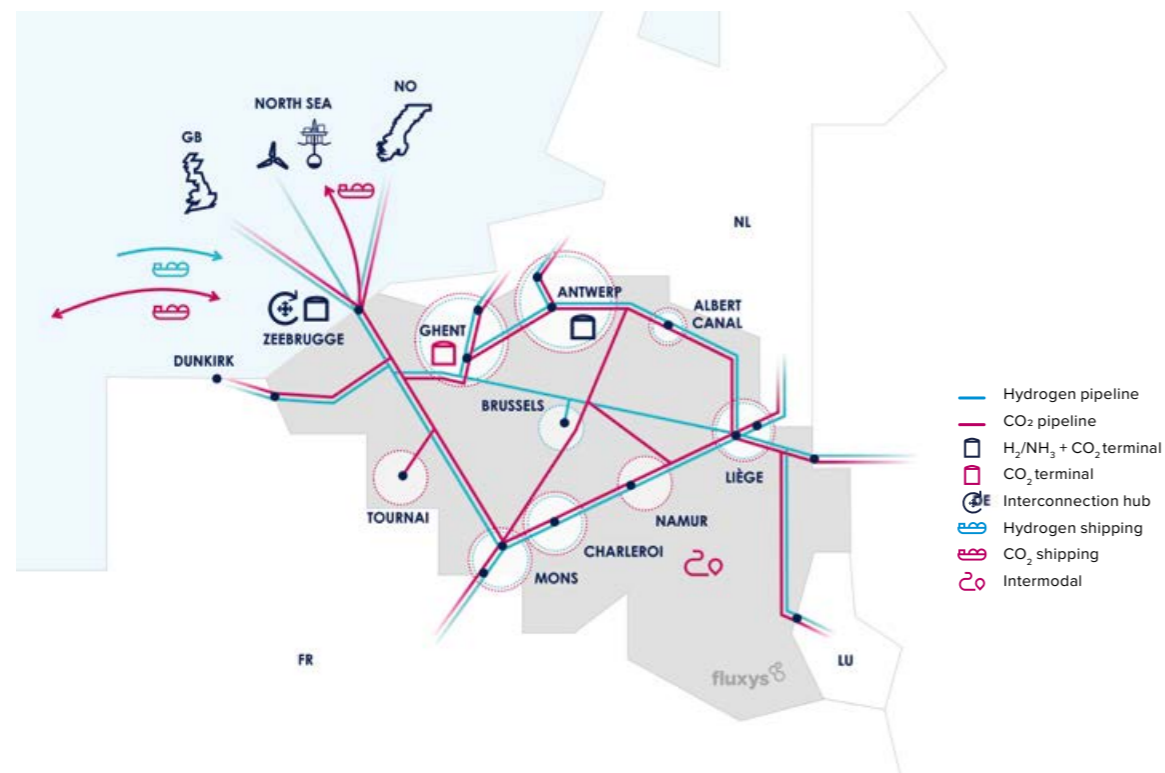 NO
NORTH SEA
GB
NL
ANTWERP
ALBERT
CANAL
GHENT
ZEEBRUGGE
DUNKIRK
BRUSSELS
LIÈGE
TOURNAI
NAMUR
CHARLEROI
MONS
FR
LU
fluxys
Hydrogen pipeline
CO₂ pipeline
H₂/NH₃ + CO₂ terminal
CO₂ terminal
DE
Interconnection hub
Hydrogen shipping
CO₂ shipping
Intermodal